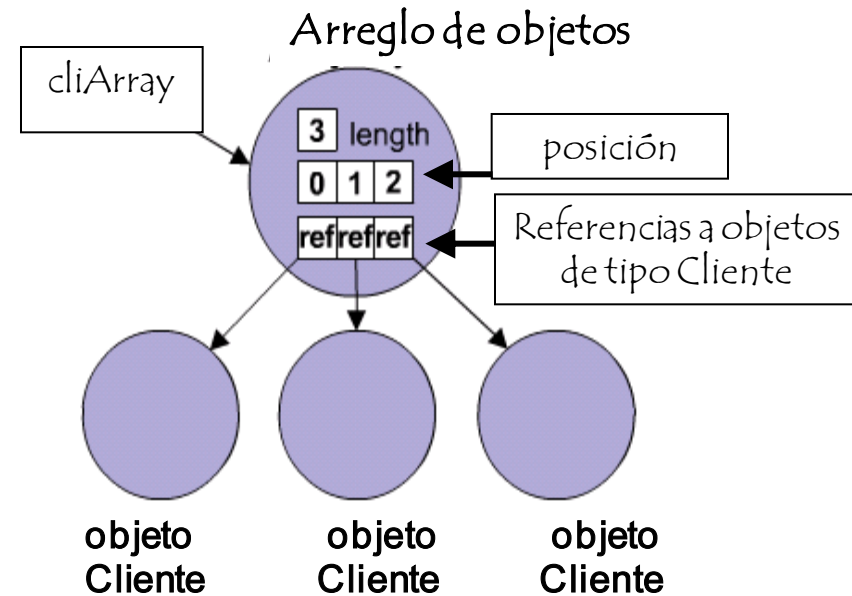 Arreglo de objetos
cliArray
3 length
posición
0 1 2
Referencias a objetos
de tipo Cliente
ref ref ref
objeto
Cliente
objeto
Cliente
objeto
Cliente